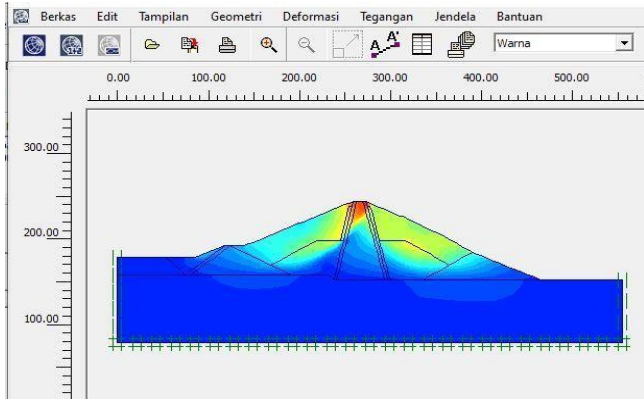 Berkas Edit Tampilan Geometri Deformasi Tegangan Jendela Bantuan
A A' Warna
0.00 100.00 200.00 300.00 400.00 500.00
300.00
200.00
100.00